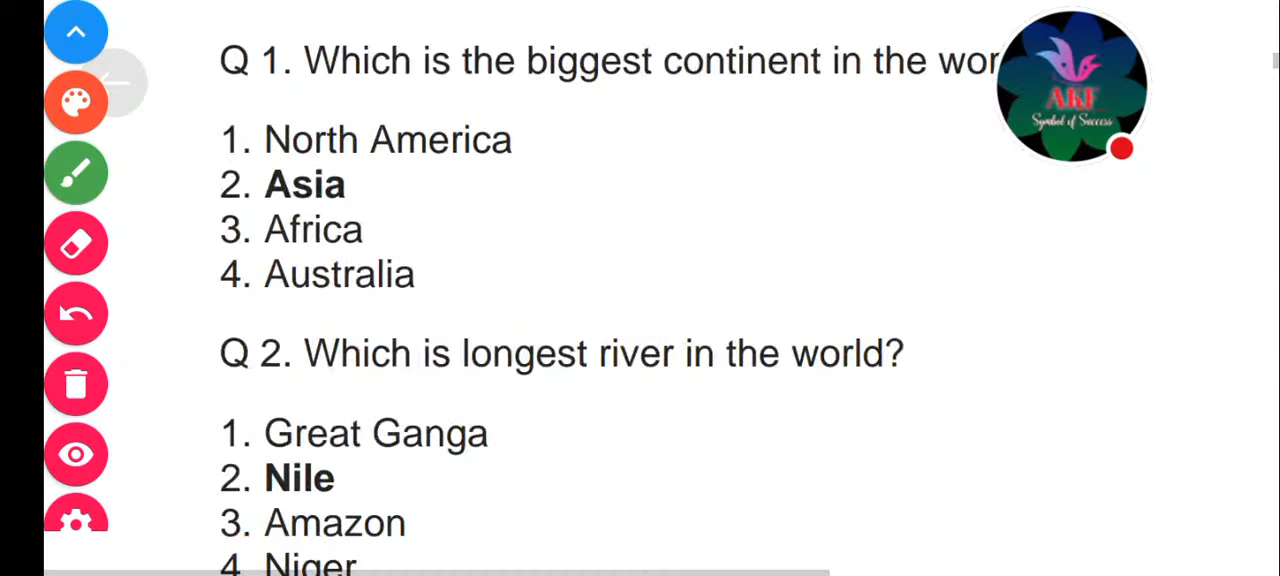 Q 1. Which is the biggest continent in the wor
AKF
Symbol of Success
1. North America
2. Asia
3. Africa
4. Australia
Q 2. Which is longest river in the world?
1. Great Ganga
2. Nile
3. Amazon
4. Niger